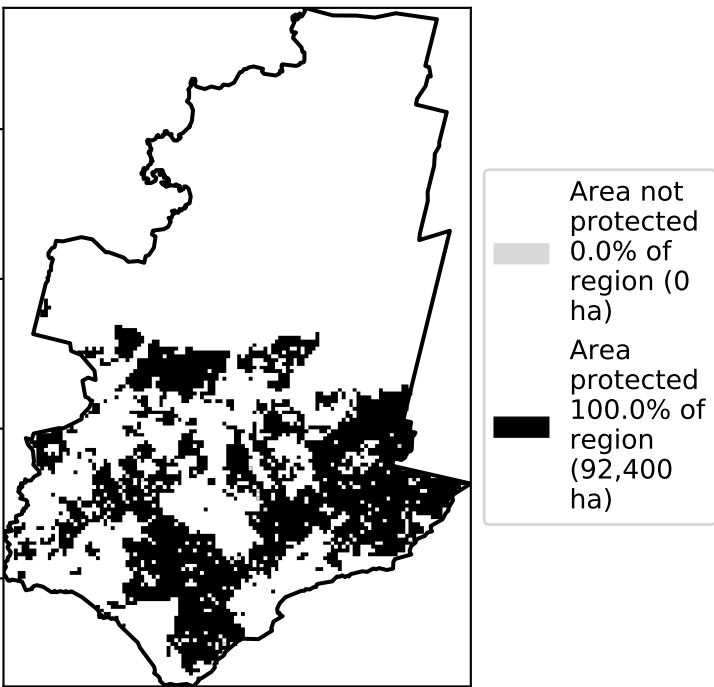 Area not
protected
0.0% of
region (0
ha)
Area
protected
100.0% of
region
(92,400
ha)